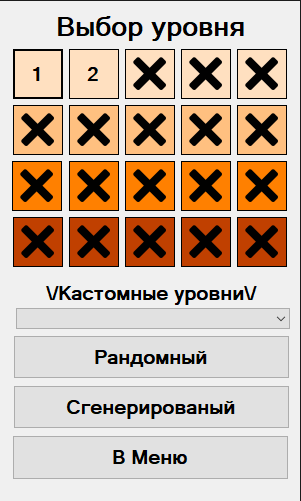 Выбор уровня
1 2
\/Кастомные уровни\/
Рандомный
Сгенерированый
В Меню